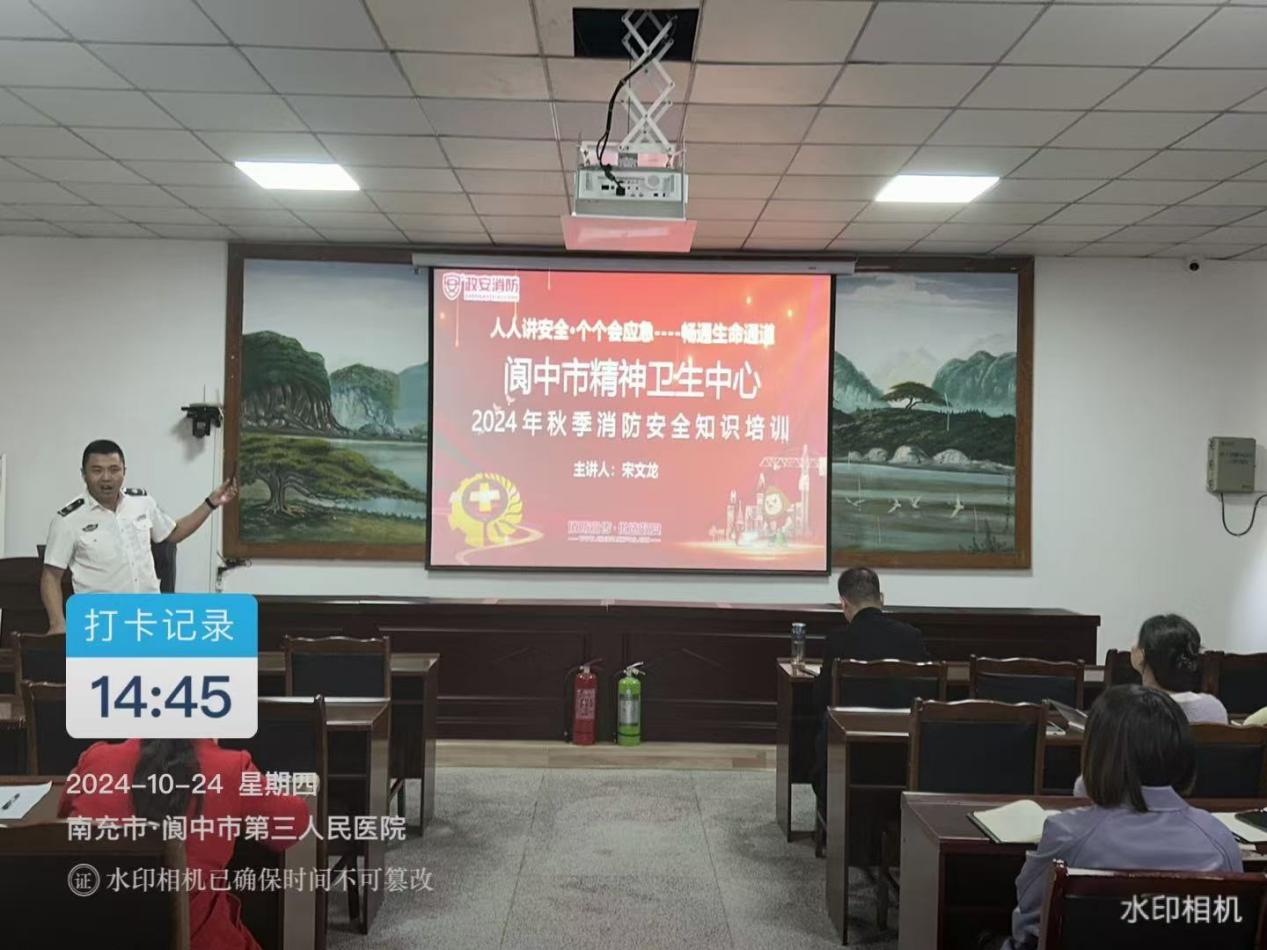 政安消防
人人讲安全·个个会应急----畅通生命通道
阆中市精神卫生中心
2024年秋季消防安全知识培训
主讲人：宋文龙
打卡记录
14:45
2024-10-24 星期四
南充市·阆中市第三人民医院
证 水印相机已确保时间不可篡改
水印相机